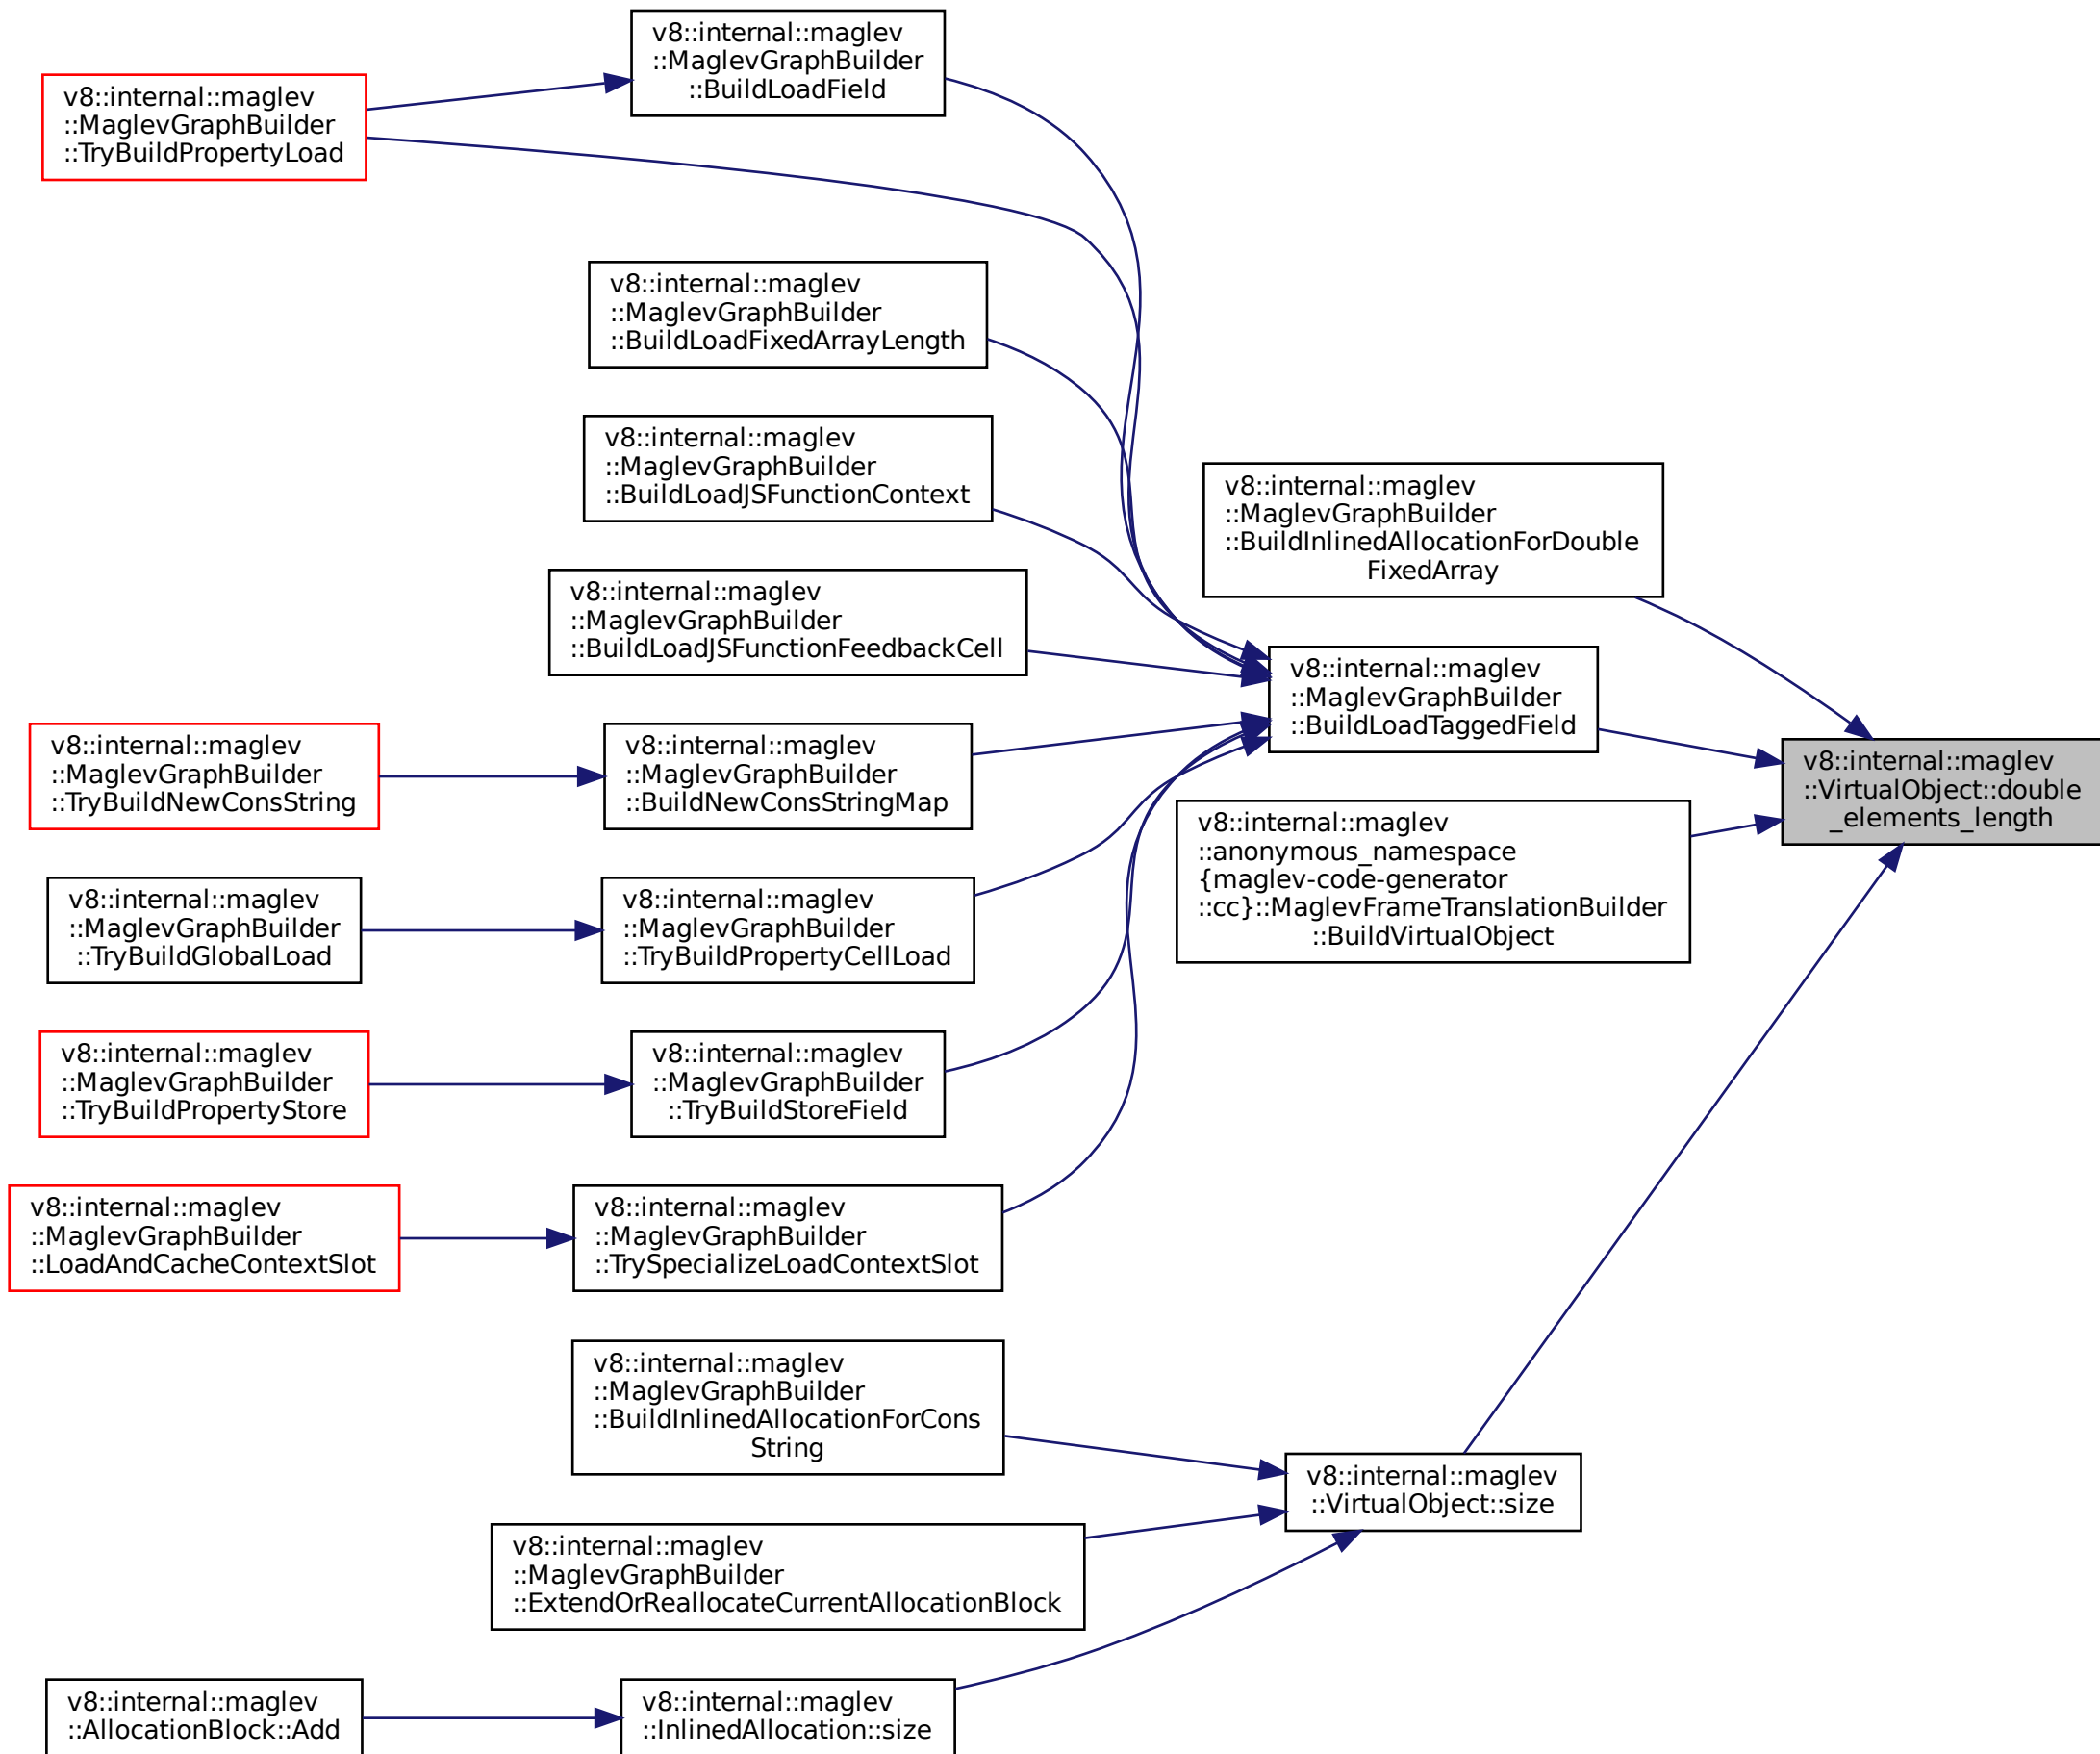 v8::internal::maglev
::MaglevGraphBuilder
::BuildLoadField
v8::internal::maglev
::MaglevGraphBuilder
::TryBuildPropertyLoad
v8::internal::maglev
::MaglevGraphBuilder
::BuildLoadFixedArrayLength
v8::internal::maglev
::MaglevGraphBuilder
::BuildLoadJSFunctionContext
v8::internal::maglev
::MaglevGraphBuilder
::BuildInlinedAllocationForDouble
FixedArray
v8::internal::maglev
::MaglevGraphBuilder
::BuildLoadJSFunctionFeedbackCell
v8::internal::maglev
::MaglevGraphBuilder
::BuildLoadTaggedField
v8::internal::maglev
::MaglevGraphBuilder
::TryBuildNewConsString
v8::internal::maglev
::MaglevGraphBuilder
::BuildNewConsStringMap
v8::internal::maglev
::VirtualObject::double
_elements_length
v8::internal::maglev
::anonymous_namespace
{maglev-code-generator
::cc}::MaglevFrameTranslationBuilder
::BuildVirtualObject
v8::internal::maglev
::MaglevGraphBuilder
::TryBuildGlobalLoad
v8::internal::maglev
::MaglevGraphBuilder
::TryBuildPropertyCellLoad
v8::internal::maglev
::MaglevGraphBuilder
::TryBuildPropertyStore
v8::internal::maglev
::MaglevGraphBuilder
::TryBuildStoreField
v8::internal::maglev
::MaglevGraphBuilder
::LoadAndCacheContextSlot
v8::internal::maglev
::MaglevGraphBuilder
::TrySpecializeLoadContextSlot
v8::internal::maglev
::MaglevGraphBuilder
::BuildInlinedAllocationForCons
String
v8::internal::maglev
::VirtualObject::size
v8::internal::maglev
::MaglevGraphBuilder
::ExtendOrReallocateCurrentAllocationBlock
v8::internal::maglev
::AllocationBlock::Add
v8::internal::maglev
::InlinedAllocation::size